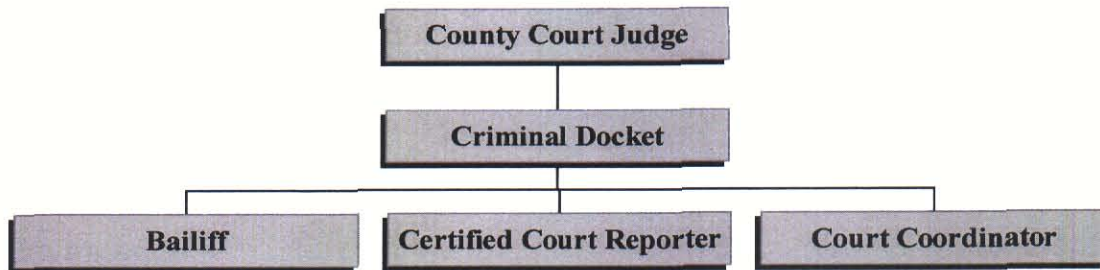 County Court Judge
Criminal Docket
Bailiff
Certified Court Reporter
Court Coordinator